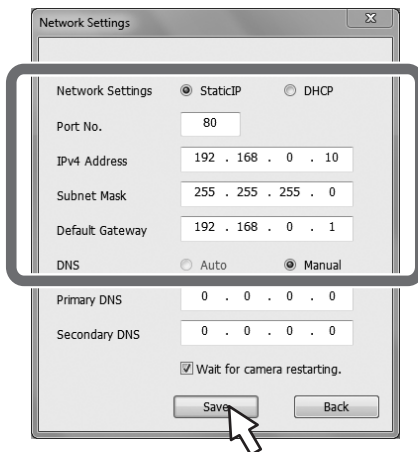 Network Settings
Network Settings StaticIP DHCP
Port No. 80
IPv4 Address 192 . 168 . 0 . 10
Subnet Mask 255 . 255 . 255 . 0
Default Gateway 192 . 168 . 0 . 1
DNS Auto Manual
Primary DNS 0 . 0 . 0 . 0
Secondary DNS 0 . 0 . 0 . 0
Wait for camera restarting.
Save Back